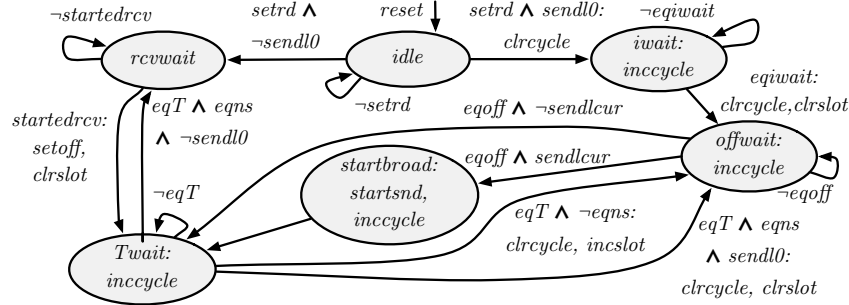 ¬startedrcv
setrd ∧
¬sendl0
reset
setrd ∧ sendl0:
clrcycle
¬eqiwait
rcvwait
idle
iwait:
inccycle
¬setrd
eqiwait:
clrcycle,clrslot
startedrcv:
setoff,
clrslot
eqT ∧ eqns
∧ ¬sendl0
eqoff ∧ ¬sendlcur
offwait:
inccycle
startbroad:
startsnd,
inccycle
eqoff ∧ sendlcur
¬eqoff
¬eqT
eqT ∧ ¬eqns:
clrcycle, incslot
eqT ∧ eqns
∧ sendl0:
clrcycle, clrslot
Twait:
inccycle